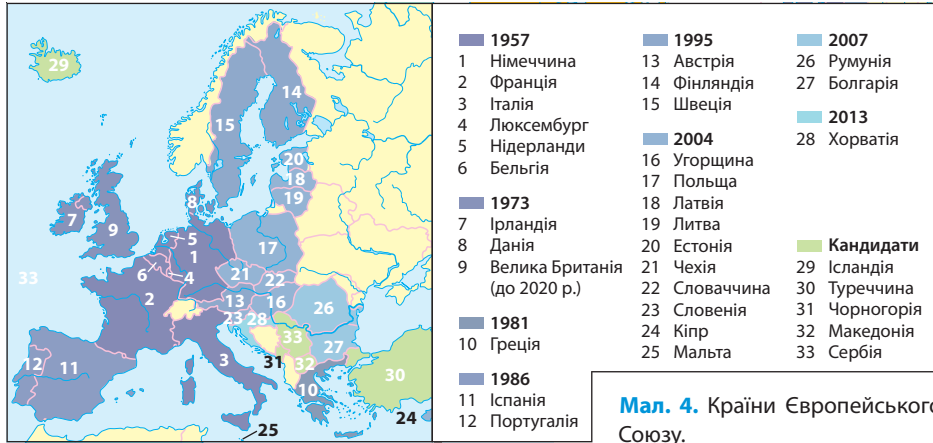 29
14
15
20
18
19
8
7
9
5
1
17
33
6
4
21
22
2
13
16
26
23
28
33
27
12
11
3
31
32
30
10
24
25
1957
1 Німеччина
2 Франція
3 Італія
4 Люксембург
5 Нідерланди
6 Бельгія
1973
7 Ірландія
8 Данія
9 Велика Британія
(до 2020 р.)
1981
10 Греція
1986
11 Іспанія
12 Португалія
1995
13 Австрія
14 Фінляндія
15 Швеція
2004
16 Угорщина
17 Польща
18 Латвія
19 Литва
20 Естонія
21 Чехія
22 Словаччина
23 Словенія
24 Кіпр
25 Мальта
2007
26 Румунія
27 Болгарія
2013
28 Хорватія
Кандидати
29 Ісландія
30 Туреччина
31 Чорногорія
32 Македонія
33 Сербія
Мал. 4. Країни Європейського
Союзу.